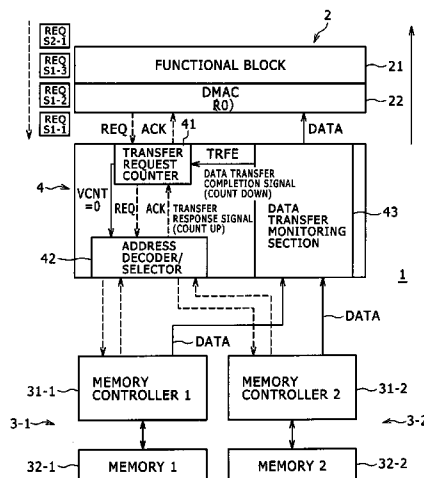 REQ
S2-1
REQ
S1-3
REQ
S1-2
REQ
S1-1
2
FUNCTIONAL BLOCK
21
DMAC
R0)
22
REQ
ACK
41
DATA
TRANSFER
REQUEST
COUNTER
TRFE
DATA TRANSFER
COMPLETION SIGNAL
(COUNT DOWN)
4
VCNT
=0
REQ
ACK
TRANSFER
RESPONSE SIGNAL
(COUNT UP)
DATA
TRANSFER
MONITORING
SECTION
43
42
ADDRESS
DECODER/
SELECTOR
1
DATA
DATA
31-1
MEMORY
CONTROLLER 1
MEMORY
CONTROLLER 2
31-2
3-1
3-2
32-1
MEMORY 1
MEMORY 2
32-2